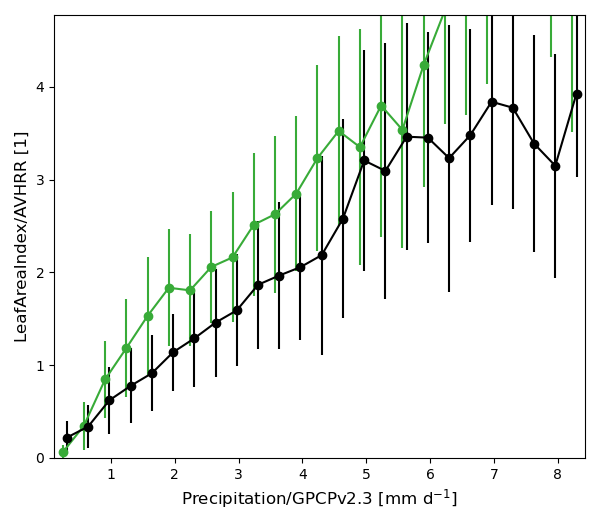 LeafAreaIndex/AVHRR [1]
4
3
2
1
0
1 2 3 4 5 6 7 8
Precipitation/GPCPv2.3 [mm d⁻¹]